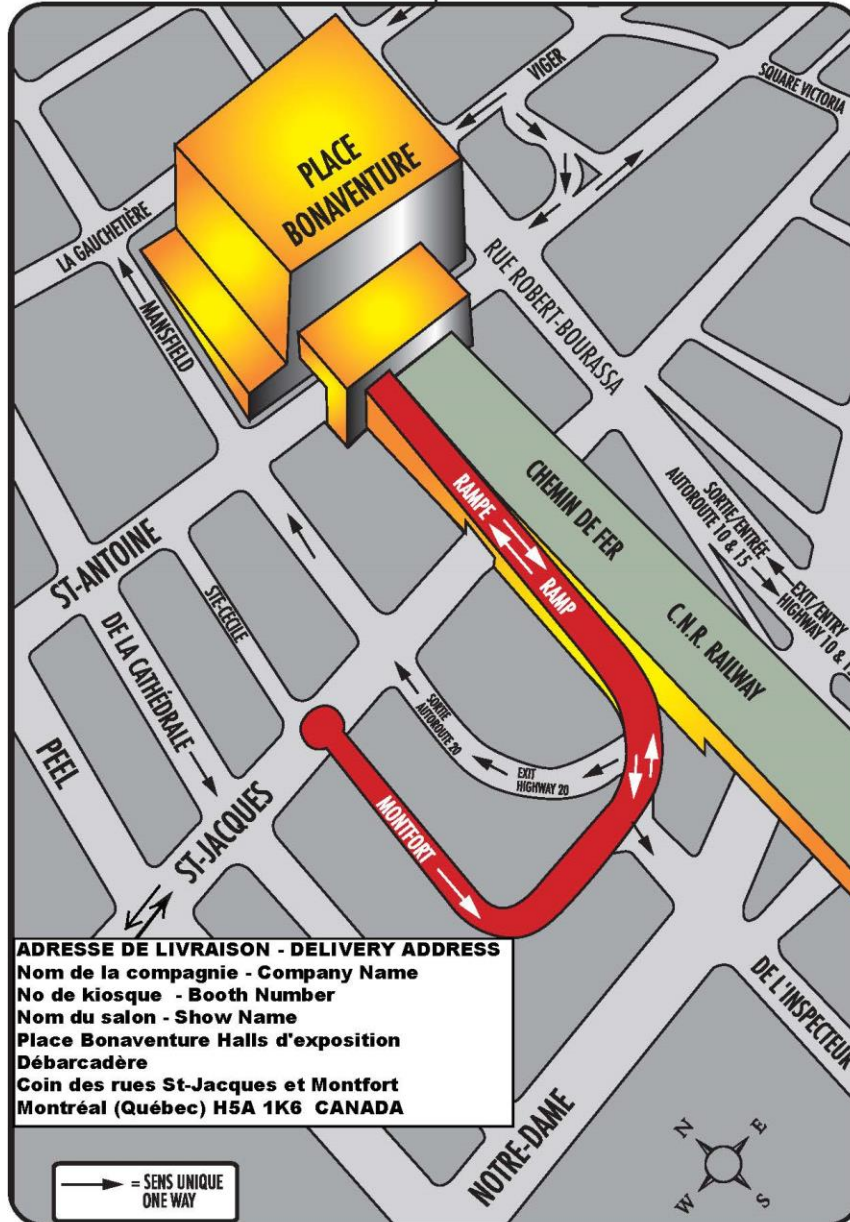 VIGER
SQUARE VICTORIA
PLACE
BONAVENTURE
LA GAUCHETIÈRE
MANSFIELD
RUE ROBERT-BOURASSA
CHEMIN DE FER
SORTIE/ENTRÉE
AUTOROUTE 10 & 15
EXIT/ENTRY
RAMPE
RAMP
C.N.R. RAILWAY
ST-ANTOINE
STE-CÉCILE
DE LA CATHÉDRALE
PEEL
ST-JACQUES
SORTIE
AUTOROUTE 20
EXIT
HIGHWAY 20
MONTFORT
ADRESSE DE LIVRAISON - DELIVERY ADDRESS
Nom de la compagnie - Company Name
No de kiosque - Booth Number
Nom du salon - Show Name
Place Bonaventure Halls d'exposition
Débarcadère
Coin des rues St-Jacques et Montfort
Montréal (Québec) H5A 1K6 CANADA
DE L'INSPECTEUR
NOTRE-DAME
N
E
W
S
= SENS UNIQUE
ONE WAY